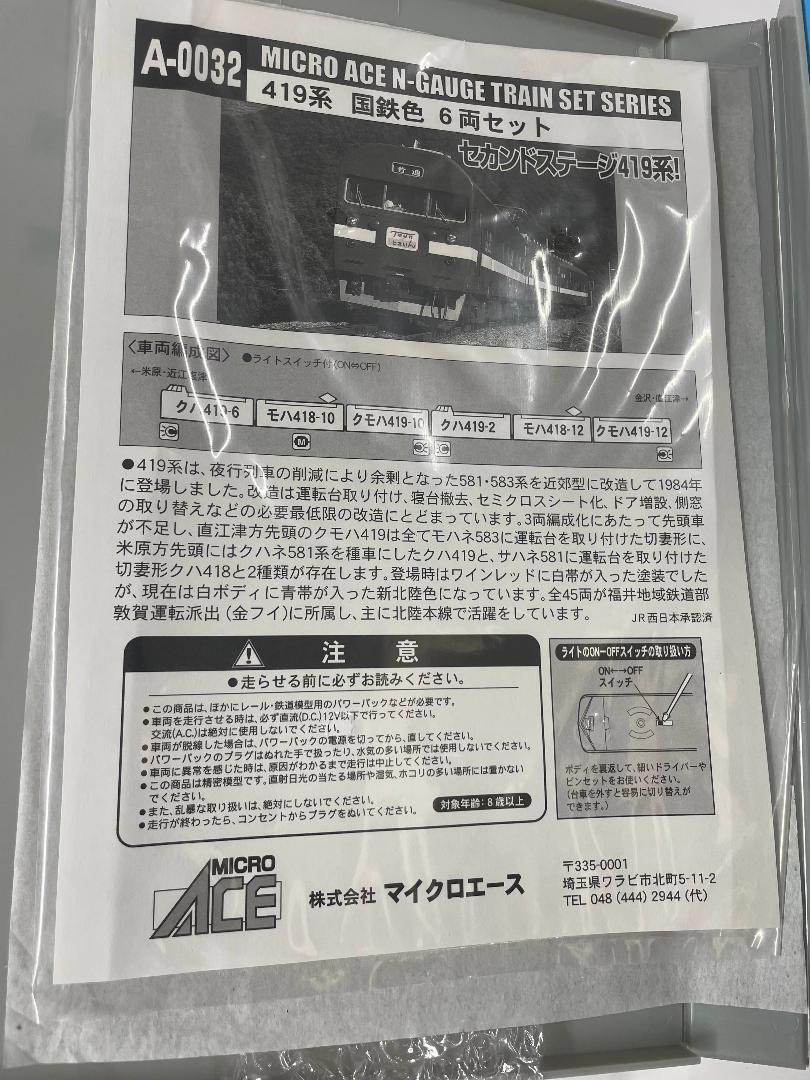 A-0032
MICRO ACE N-GAUGE TRAIN SET SERIES
419系 国鉄色 6両セット
セカンドステージ419系!
普通
〈車両編成図〉 ●ライトスイッチ付(ON⇔OFF)
←米原・近江塩津
金沢・直江津→
クハ419-6 モハ418-10 クモハ419-10 クハ419-2 モハ418-12 クモハ419-12
M
●419系は、夜行列車の削減により余剰となった581・583系を近郊型に改造して1984年
に登場しました。改造は運転台取り付け、寝台撤去、セミクロスシート化、ドア増設、側窓
の取り替えなどの必要最低限の改造にとどまっています。3両編成化にあたって先頭車
が不足し、直江津方先頭のクモハ419は全てモハネ583に運転台を取り付けた切妻形に、
米原方先頭にはクハネ581系を種車にしたクハ419と、サハネ581に運転台を取り付けた
切妻形クハ418と2種類が存在します。登場時はワインレッドに白帯が入った塗装でした
が、現在は白ボディに青帯が入った新北陸色になっています。全45両が福井地域鉄道部
敦賀運転派出(金フイ)に所属し、主に北陸本線で活躍をしています。
JR西日本承認済
注 意
●走らせる前に必ずお読みください。
●この商品は、ほかにレール・鉄道模型用のパワーパックなどが必要です。
●車両を走行させる時は、必ず直流(D.C.)12V以下で行ってください。
交流(A.C.)は絶対に使用しないでください。
●車両が脱線した場合は、パワーパックの電源を切ってから、直してください。
●パワーパックのプラグはぬれた手で扱ったり、水気の多い場所では使用しないでください。
●車両に異常を感じた時は、原因がわかるまで走行は中止してください。
●この商品は精密模型です。直射日光の当たる場所や湿気、ホコリの多い場所には置かない
でください。
●また、乱暴な取り扱いは、絶対にしないでください。
●走行が終わったら、コンセントからプラグをぬいてください。
対象年齢:8歳以上
ライトのON－OFFスイッチの取り扱い方
ON←→OFF
スイッチ
ボディを裏返して、細いドライバーや
ピンセットをお使いください。
(台車を外すと容易に切り替えが
できます。)
MICRO
ACE
株式会社 マイクロエース
〒335-0001
埼玉県ワラビ市北町5-11-2
TEL 048 (444) 2944 (代)